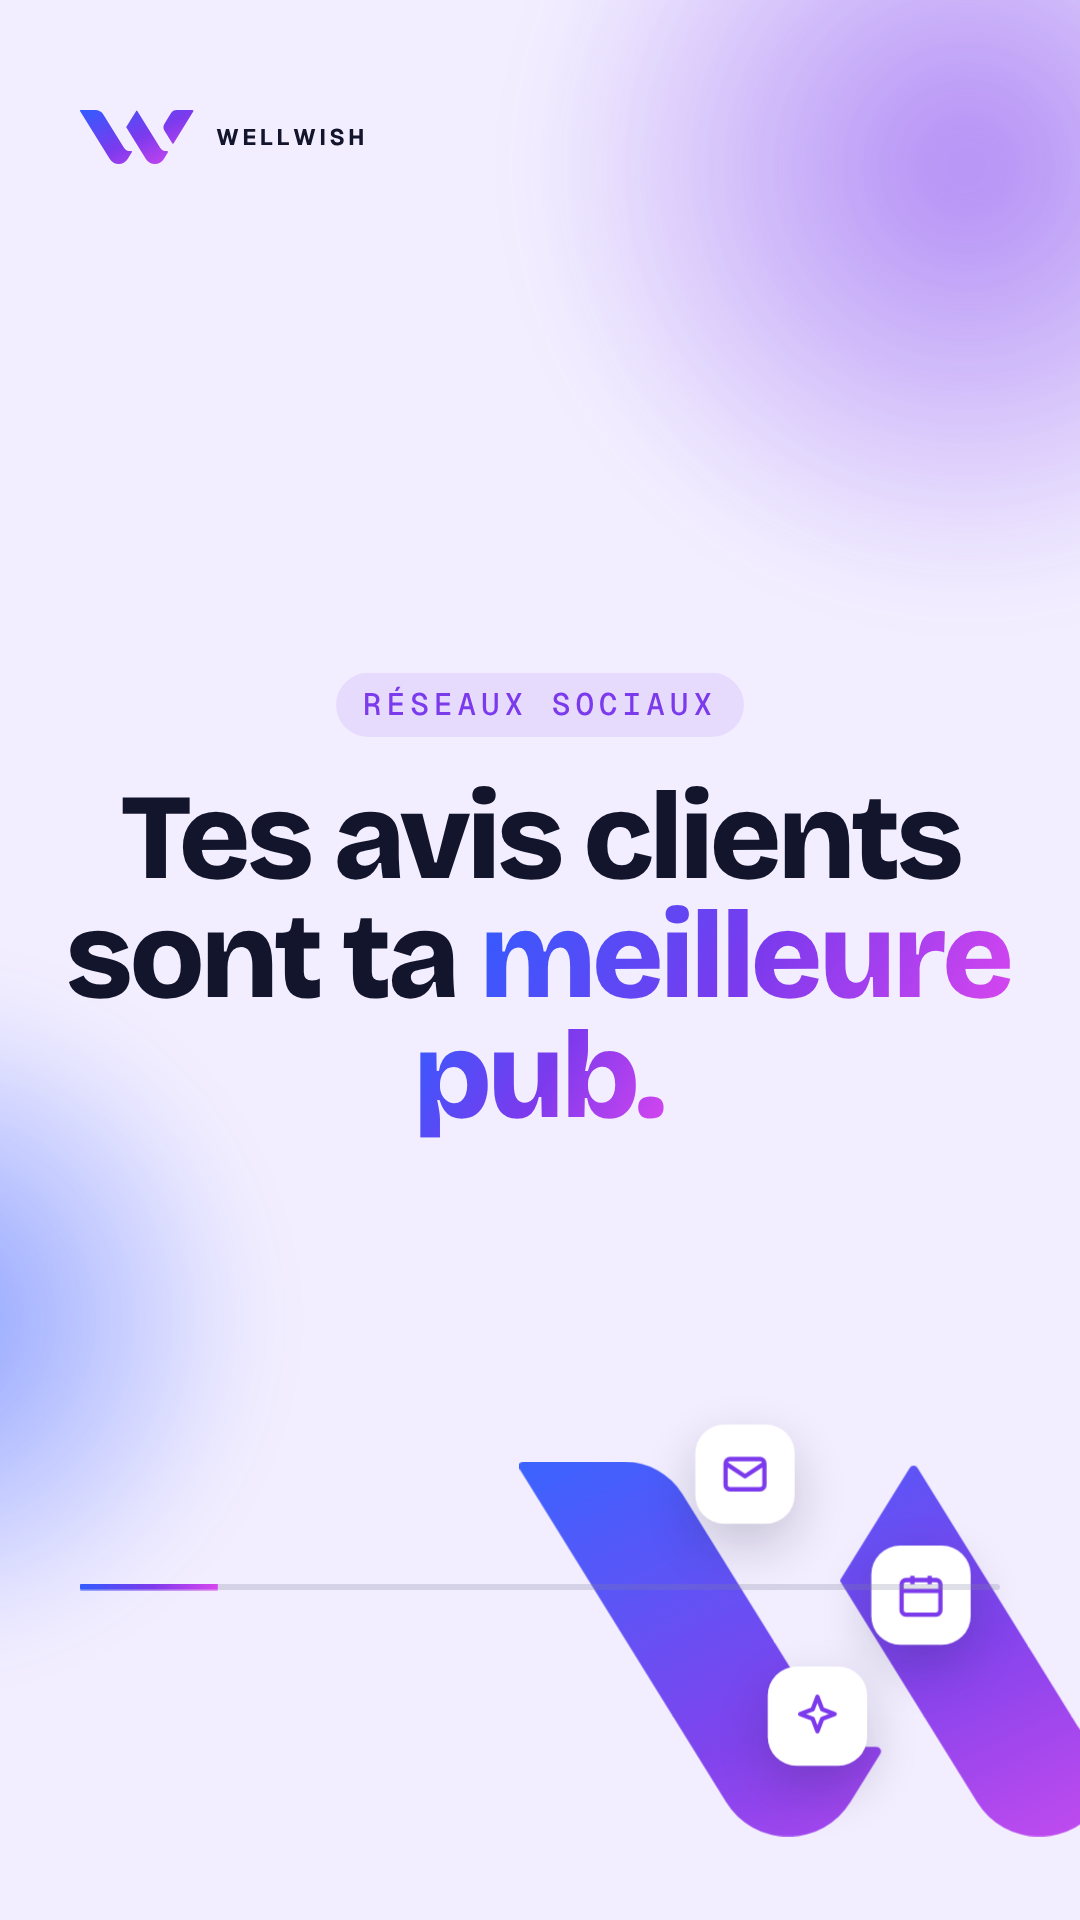 WELLWISH
RÉSEAUX SOCIAUX
Tes avis clients
sont ta meilleure
pub.